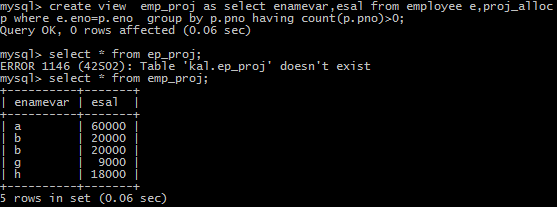 mysql> create view  emp_proj as select enamevar,esal from employee e,proj_alloc
p where e.eno=p.eno  group by p.pno having count(p.pno)>0;
Query OK, 0 rows affected (0.06 sec)
mysql> select * from ep_proj;
ERROR 1146 (42S02): Table 'kal.ep_proj' doesn't exist
mysql> select * from emp_proj;
+----------+-------+
| enamevar | esal  |
+----------+-------+
| a        | 60000 |
| b        | 20000 |
| b        | 20000 |
| g        |  9000 |
| h        | 18000 |
+----------+-------+
5 rows in set (0.06 sec)